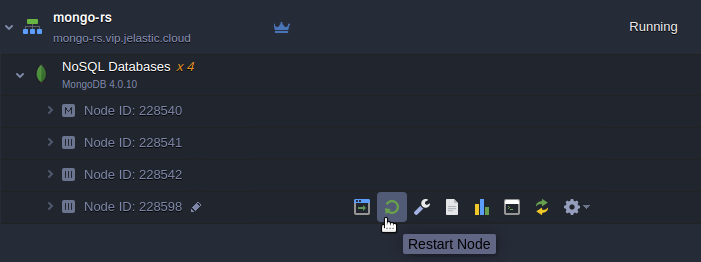 mongo-rs
mongo-rs.vip.jelastic.cloud
Running
NoSQL Databases x 4
MongoDB 4.0.10
M Node ID: 228540
Node ID: 228541
Node ID: 228542
Node ID: 228598
Restart Node